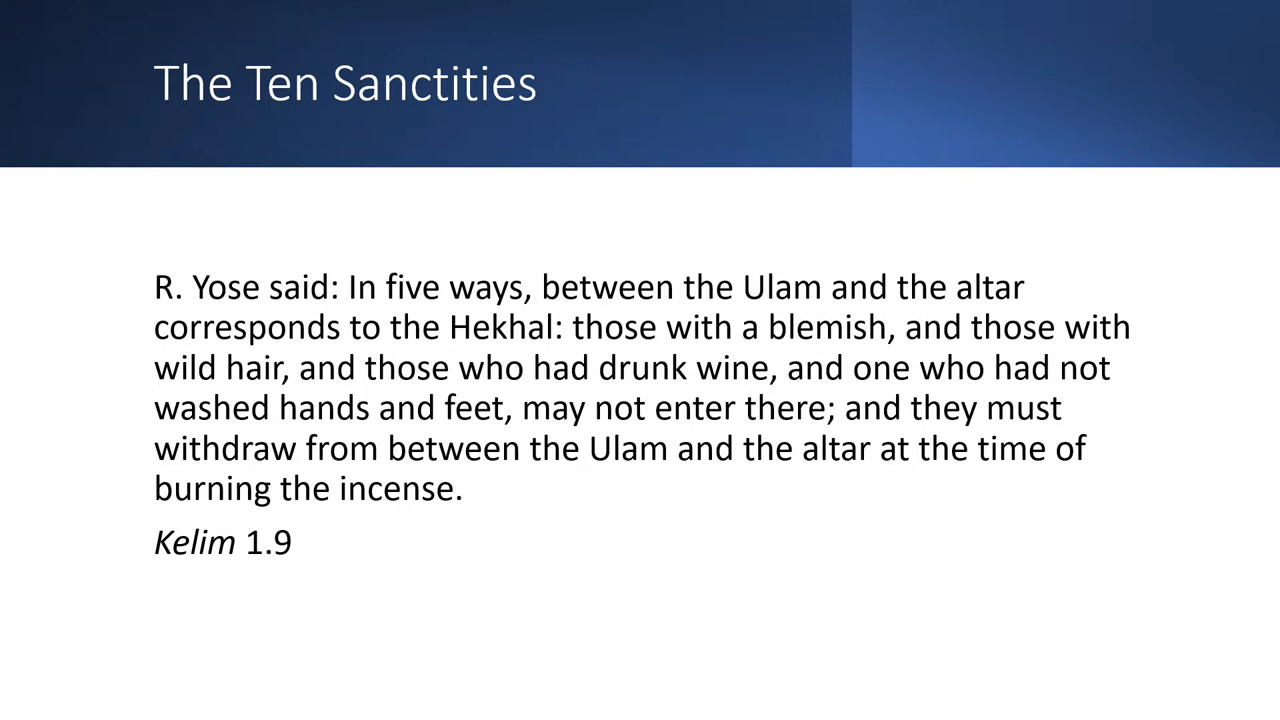 The Ten Sanctities
R. Yose said: In five ways, between the Ulam and the altar
corresponds to the Hekhal: those with a blemish, and those with
wild hair, and those who had drunk wine, and one who had not
washed hands and feet, may not enter there; and they must
withdraw from between the Ulam and the altar at the time of
burning the incense.
Kelim 1.9